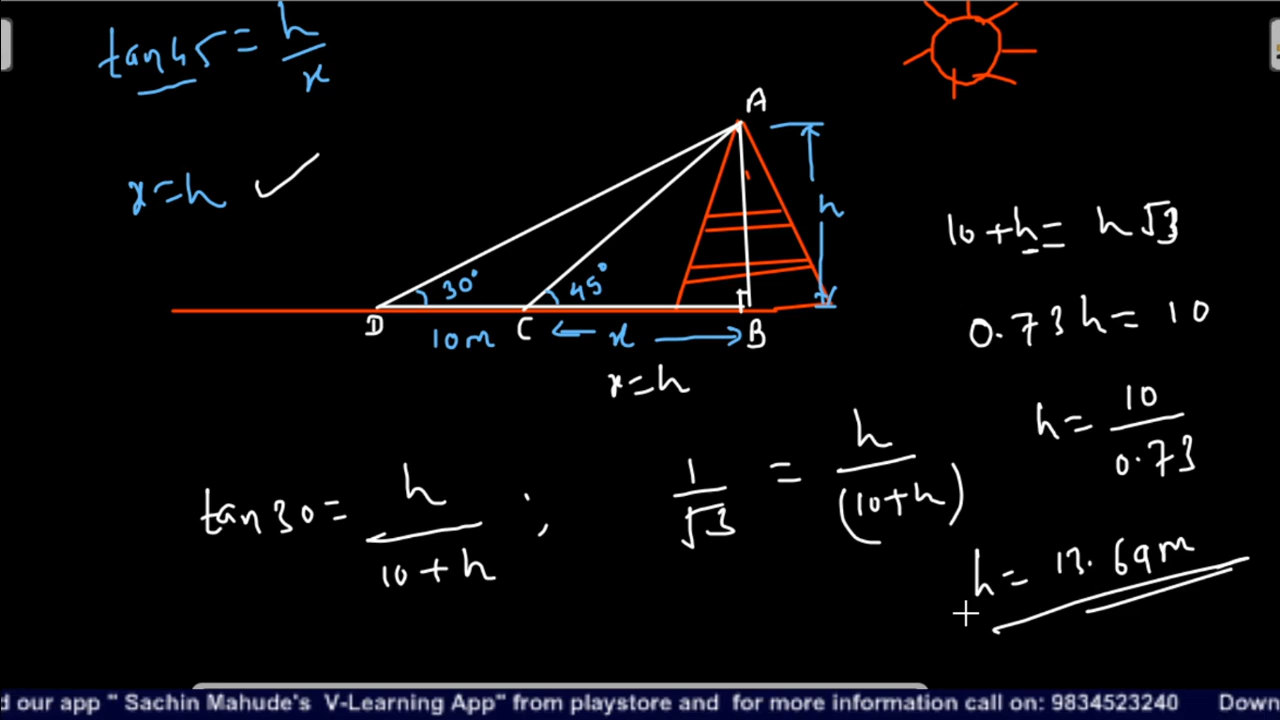 tan45 = h/x
x=h ✓
A
h
30°
45°
D
10m
C
x
B
x=h
tan30 = h/10+h ;
1/√3 = h/(10+h)
10+h = h√3
0.73h = 10
h = 10/0.73
h = 13.69m
d our app " Sachin Mahude's V-Learning App" from playstore and for more information call on: 9834523240 Down